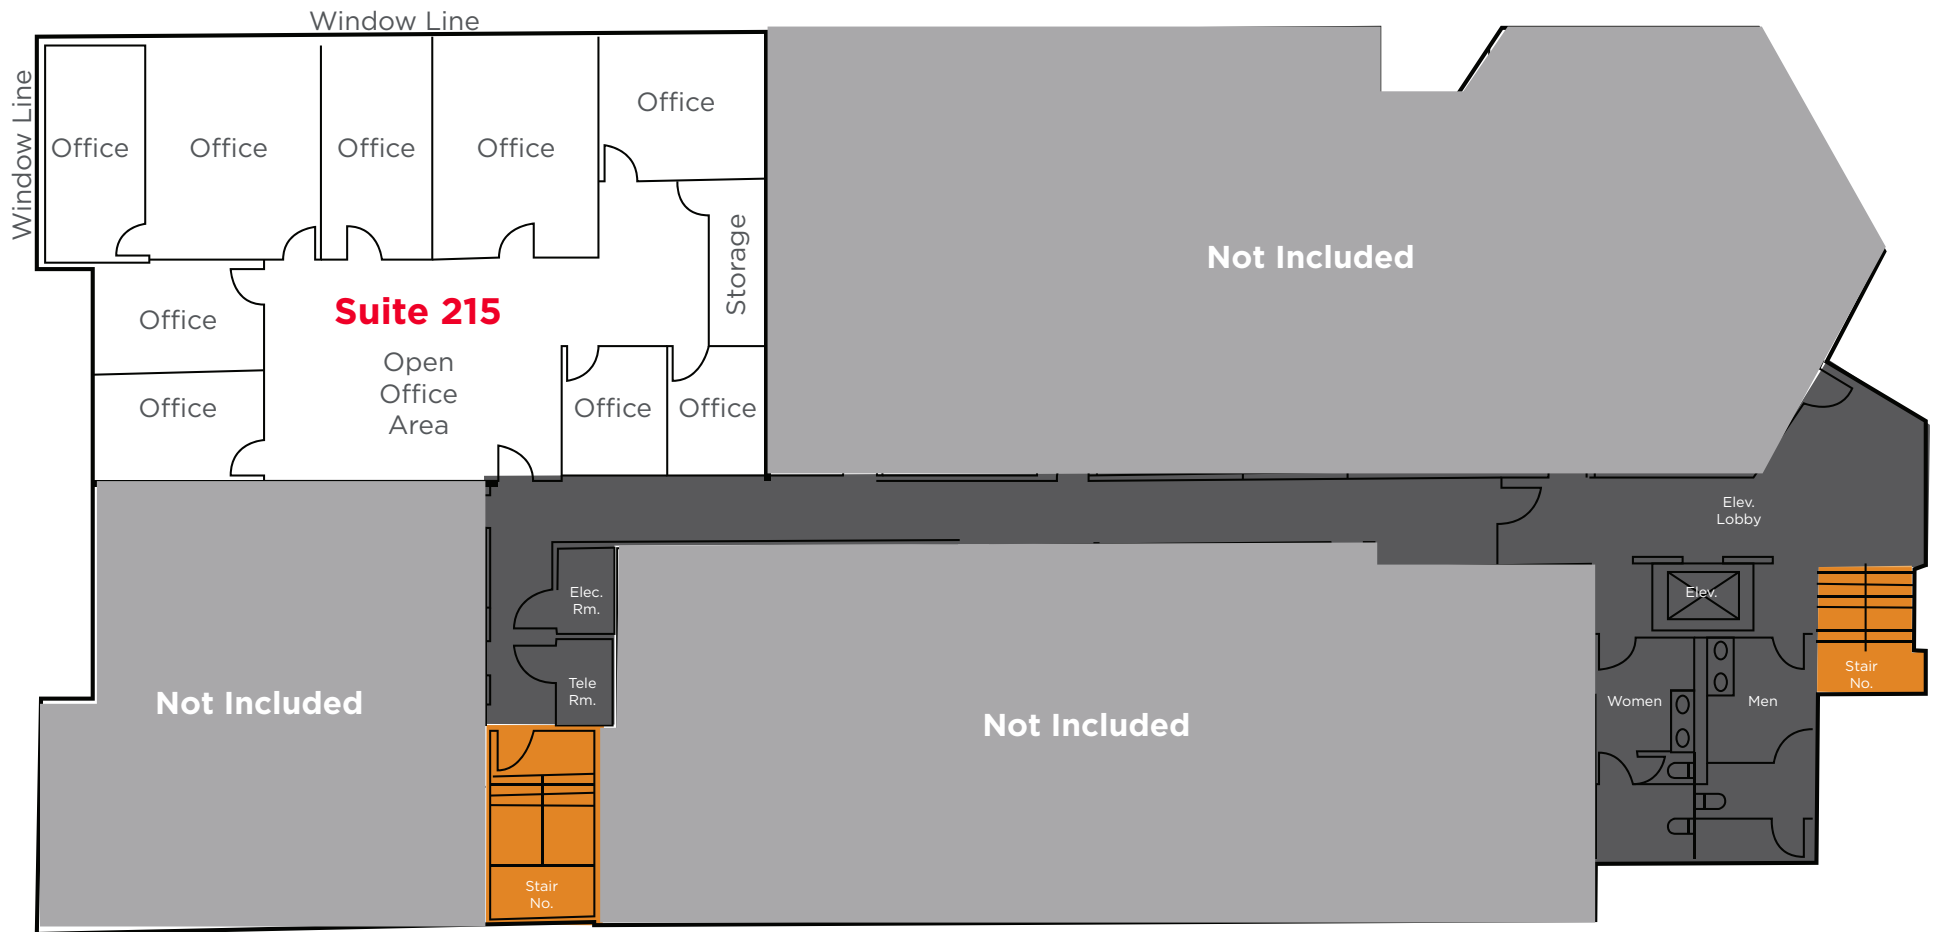 Window Line
Window Line
Office
Office
Office
Office
Office
Storage
Office
Suite 215
Open
Office
Area
Office
Office
Office
Not Included
Elev.
Lobby
Elec.
Rm.
Elev.
Tele
Rm.
Stair
No.
Women
Men
Not Included
Not Included
Stair
No.